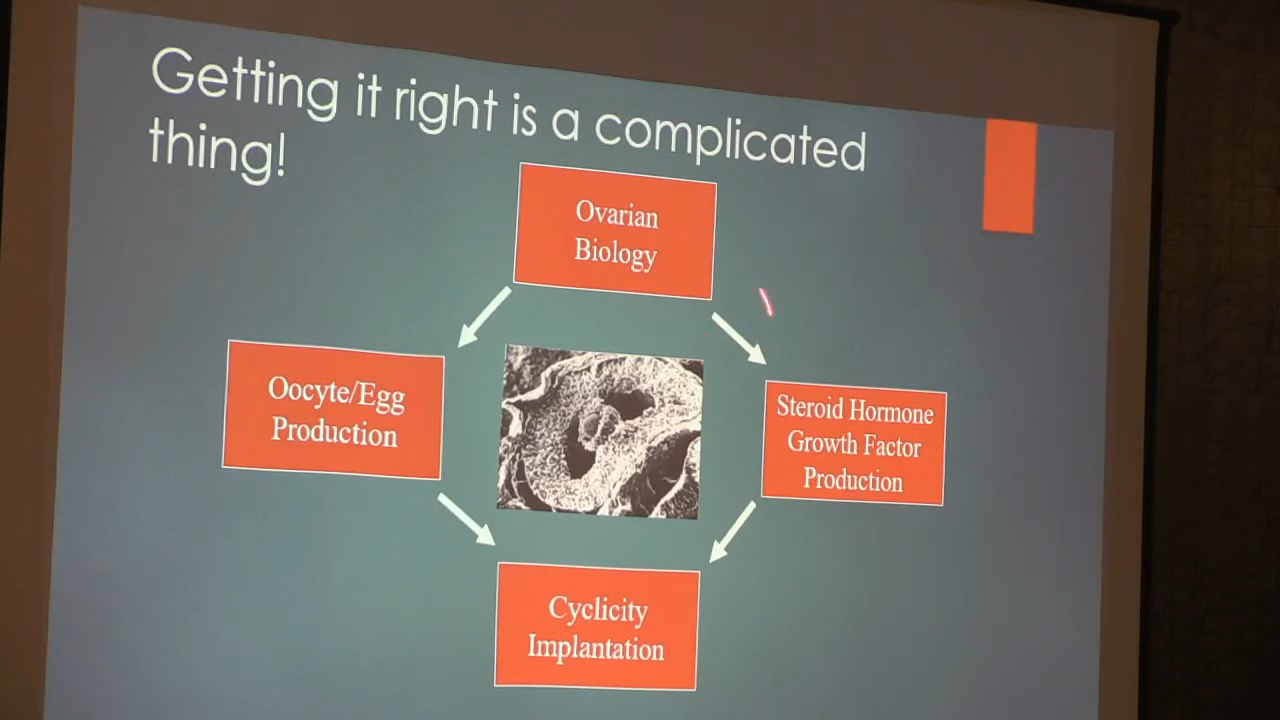 Getting it right is a complicated
thing!
Ovarian
Biology
Oocyte/Egg
Production
Steroid Hormone
Growth Factor
Production
Cyclicity
Implantation